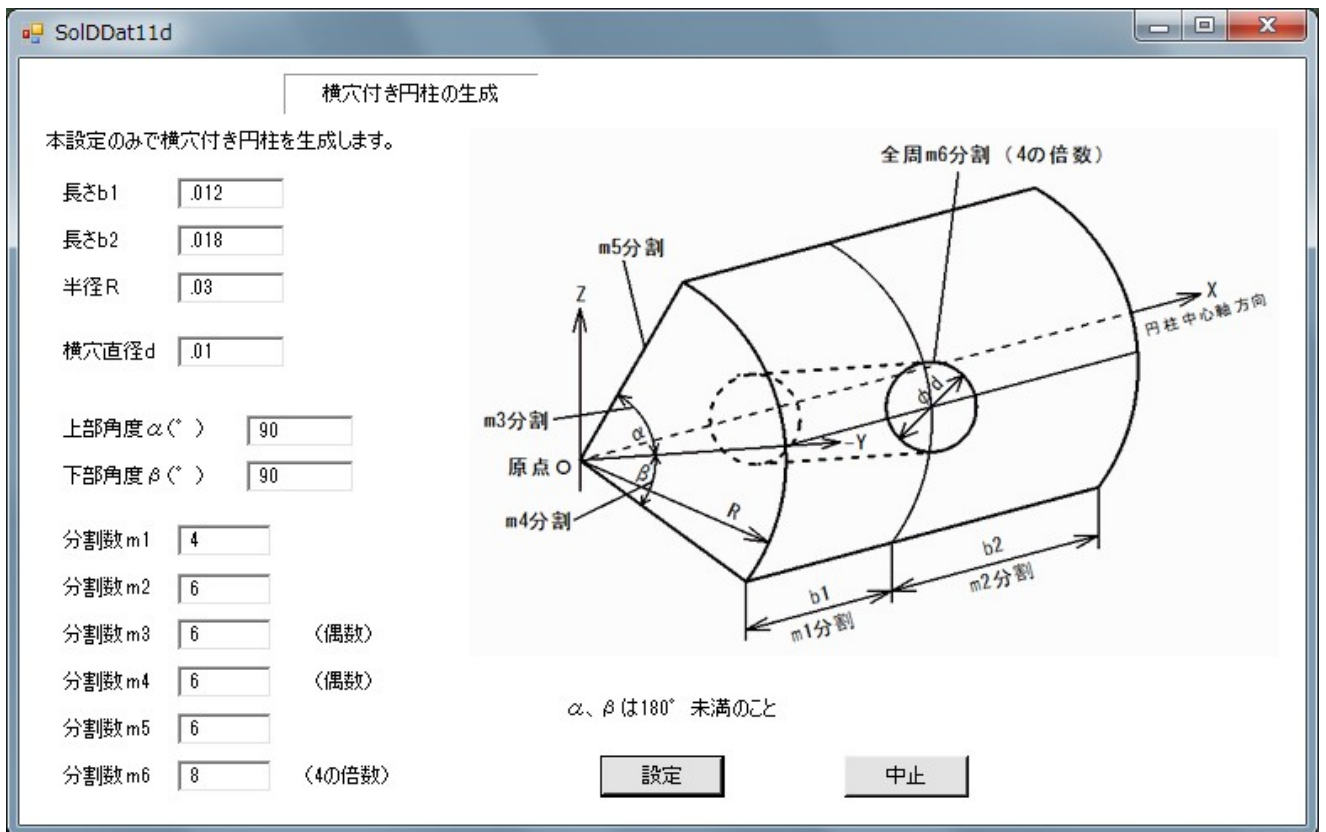 SolDDat11d
横穴付き円柱の生成
本設定のみで横穴付き円柱を生成します。
長さb1 .012
長さb2 .018
半径R .03
横穴直径d .01
上部角度α(°) 90
下部角度β(°) 90
分割数m1 4
分割数m2 6
分割数m3 6 (偶数)
分割数m4 6 (偶数)
分割数m5 6
分割数m6 8 (4の倍数)
全周m6分割(4の倍数)
m5分割
Z
X
円柱中心軸方向
φd
m3分割
α
-Y
原点O
β
m4分割
R
b1
m1分割
b2
m2分割
α、βは180°未満のこと
設定 中止